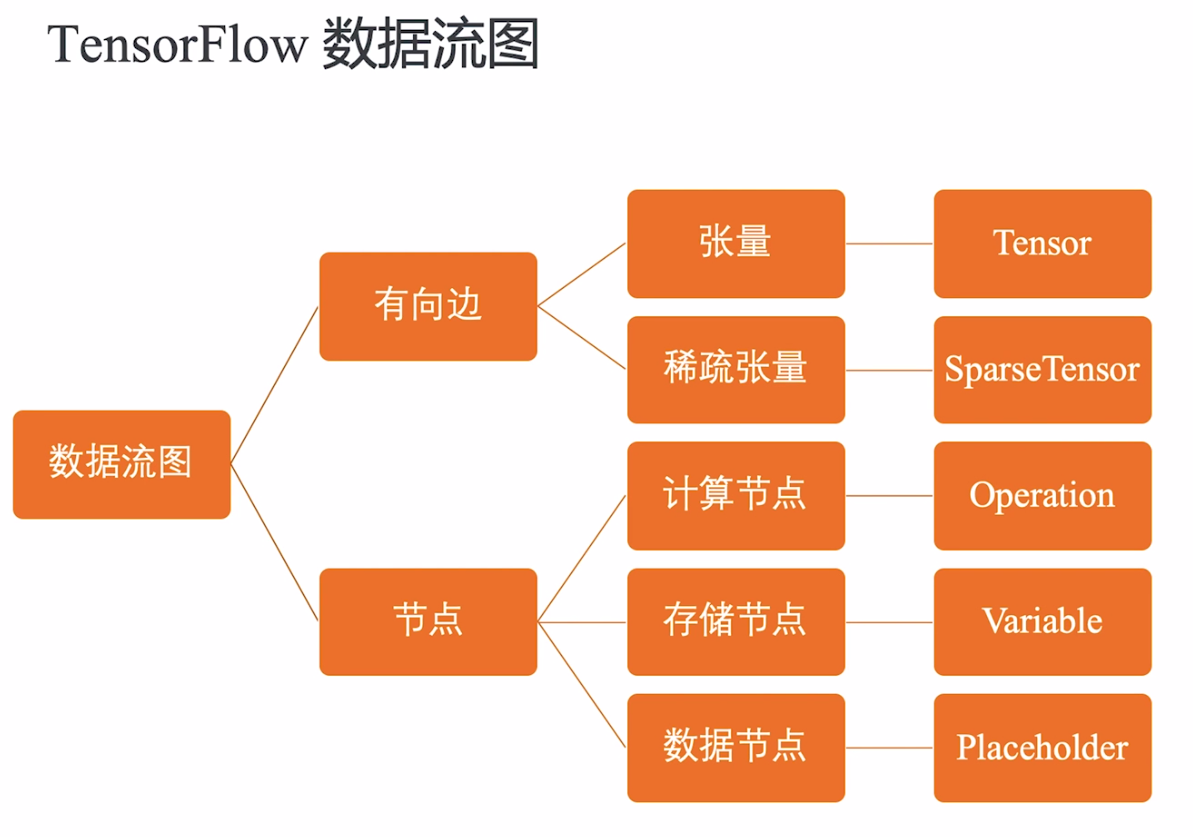 TensorFlow 数据流图
数据流图
有向边
张量
Tensor
稀疏张量
SparseTensor
节点
计算节点
Operation
存储节点
Variable
数据节点
Placeholder